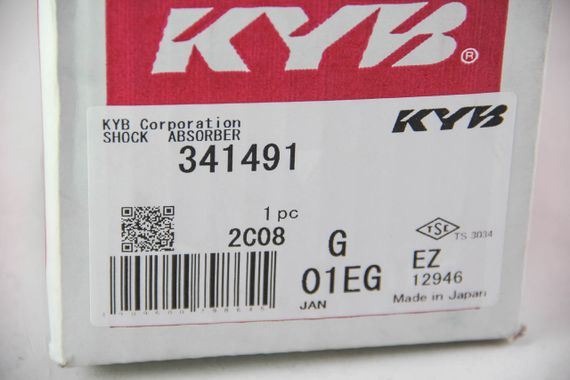 KYB®
KYB Corporation
SHOCK ABSORBER
KYB
341491
1 pc
2C08
G
TSE
TS 3034
01EG
EZ
12946
JAN
Made in Japan